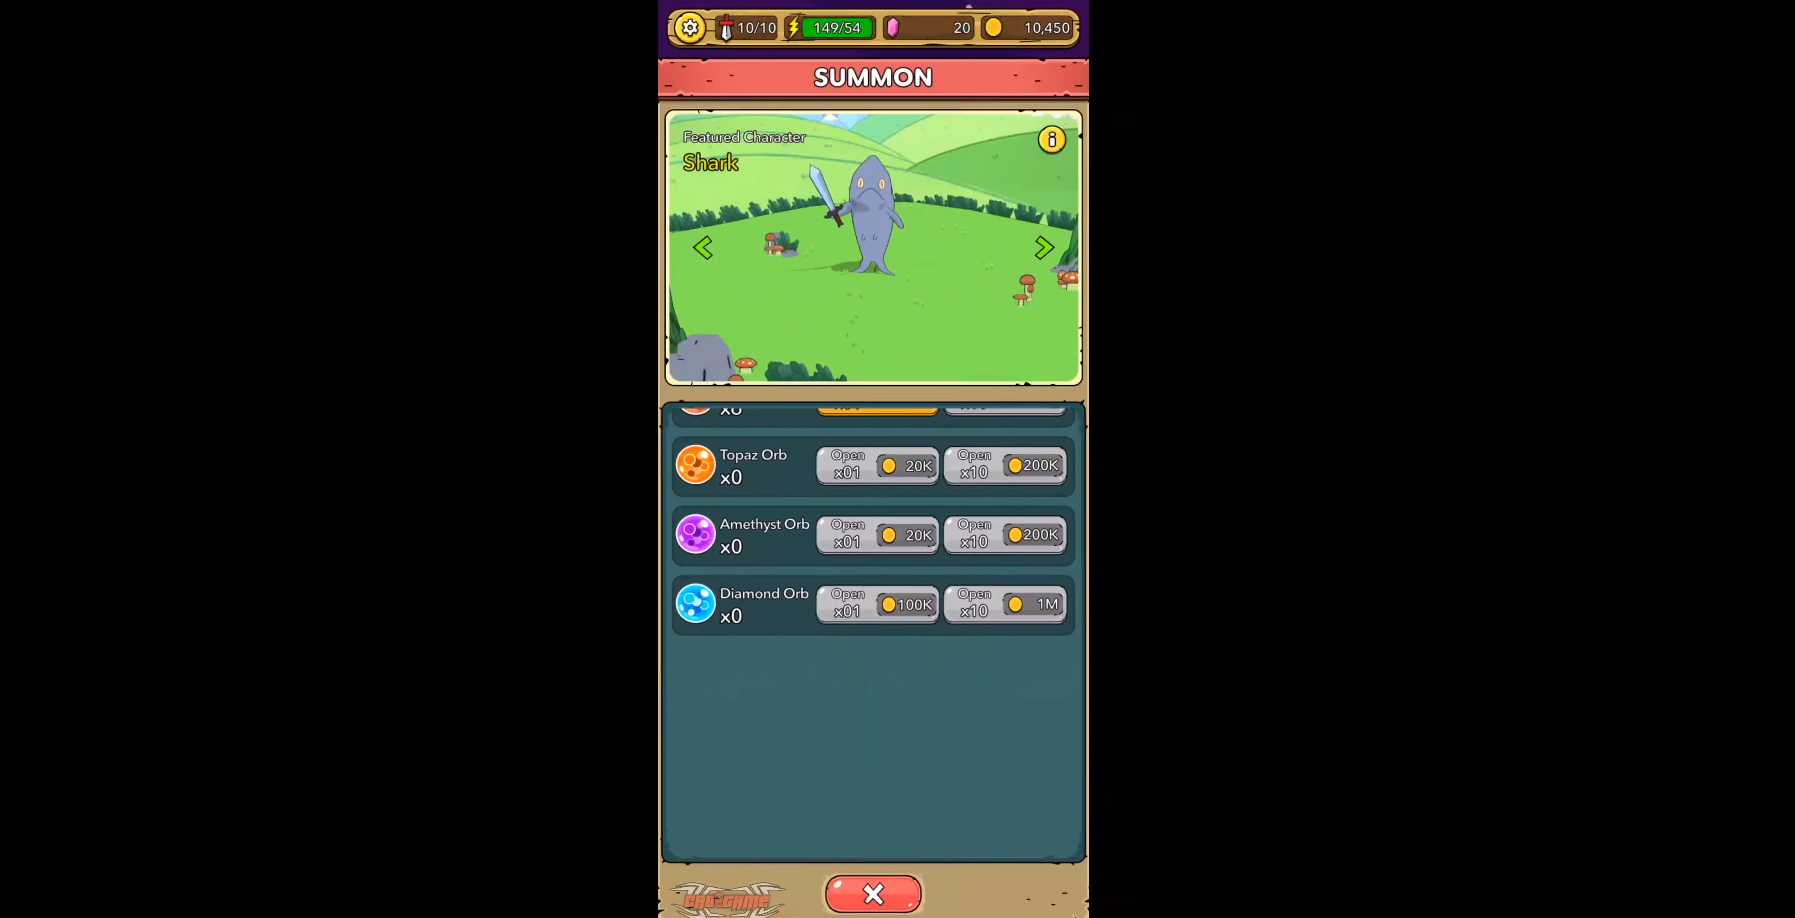 10/10 149/54 20 10,450
SUMMON
Featured Character
Shark
Topaz Orb
x0
Open x01 20K
Open x10 200K
Amethyst Orb
x0
Open x01 20K
Open x10 200K
Diamond Orb
x0
Open x01 100K
Open x10 1M
CAS2GAME